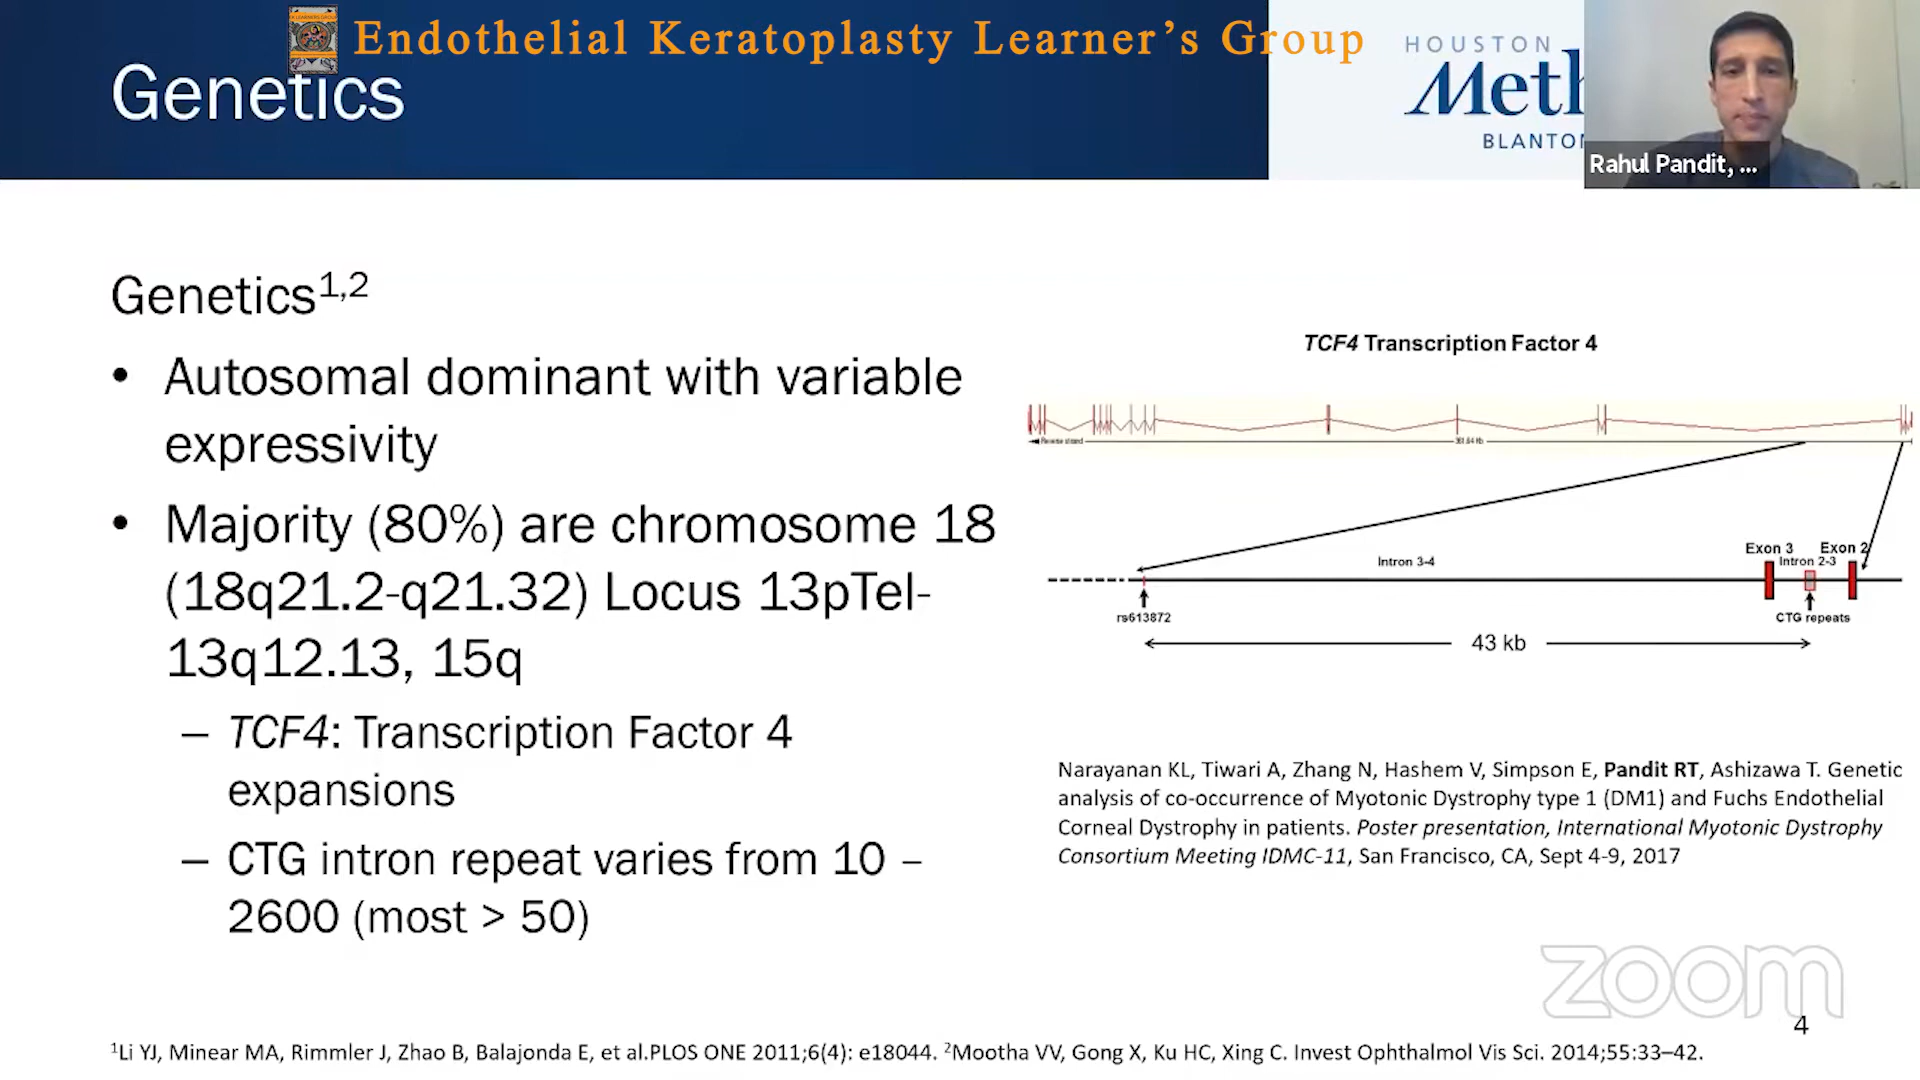 Endothelial Keratoplasty Learner’s Group
Genetics
HOUSTON
Meth
BLANTO
Rahul Pandit, ...
Genetics1,2
• Autosomal dominant with variable
expressivity
• Majority (80%) are chromosome 18
(18q21.2-q21.32) Locus 13pTel-
13q12.13, 15q
– TCF4: Transcription Factor 4
expansions
– CTG intron repeat varies from 10 –
2600 (most > 50)
TCF4 Transcription Factor 4
Reverse strand
Exon 3 Exon 2
Intron 3-4 Intron 2-3
rs613872 CTG repeats
43 kb
Narayanan KL, Tiwari A, Zhang N, Hashem V, Simpson E, Pandit RT, Ashizawa T. Genetic
analysis of co-occurrence of Myotonic Dystrophy type 1 (DM1) and Fuchs Endothelial
Corneal Dystrophy in patients. Poster presentation, International Myotonic Dystrophy
Consortium Meeting IDMC-11, San Francisco, CA, Sept 4-9, 2017
zoom
4
1Li YJ, Minear MA, Rimmler J, Zhao B, Balajonda E, et al.PLOS ONE 2011;6(4): e18044. 2Mootha VV, Gong X, Ku HC, Xing C. Invest Ophthalmol Vis Sci. 2014;55:33–42.